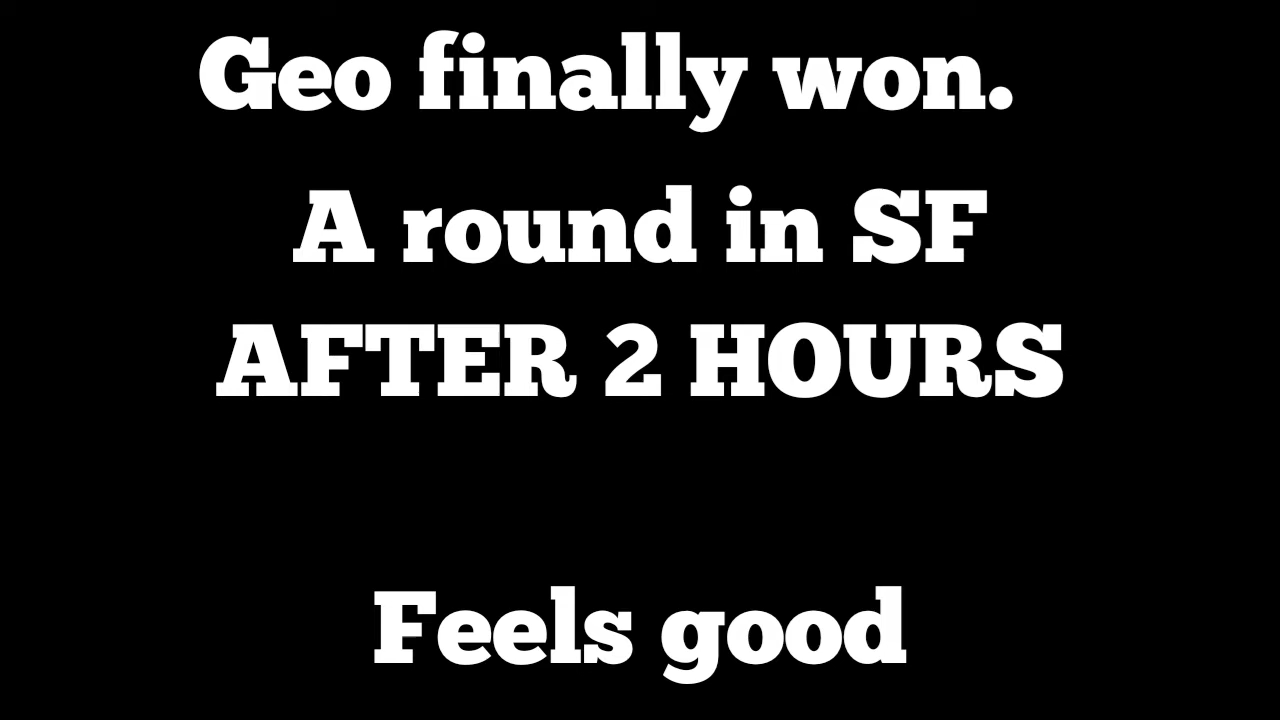 Geo finally won.
A round in SF
AFTER 2 HOURS
Feels good